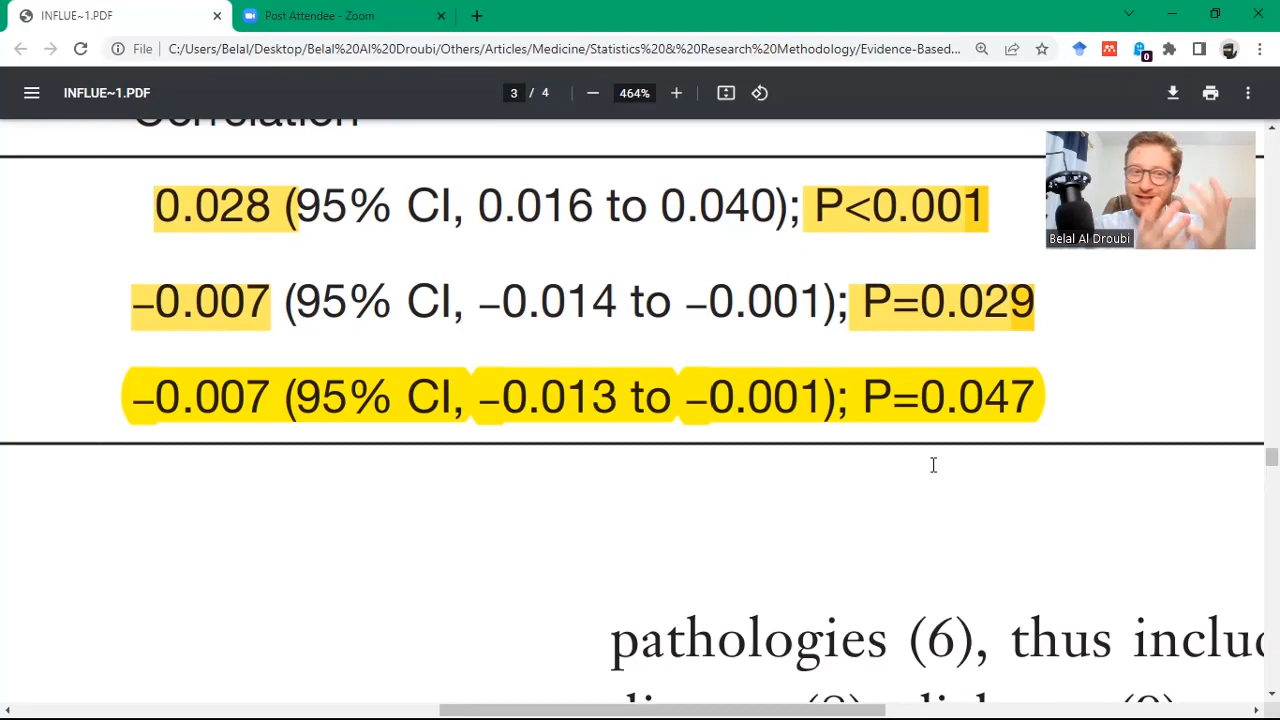 INFLUE~1.PDF
Post Attendee - Zoom
File
C:/Users/Belal/Desktop/Belal%20Al%20Droubi/Others/Articles/Medicine/Statistics%20&%20Research%20Methodology/Evidence-Based...
0
INFLUE~1.PDF
3 / 4
464%
Correlation
0.028 (95% CI, 0.016 to 0.040); P<0.001
Belal Al Droubi
−0.007 (95% CI, −0.014 to −0.001); P=0.029
−0.007 (95% CI, −0.013 to −0.001); P=0.047
pathologies (6), thus includ